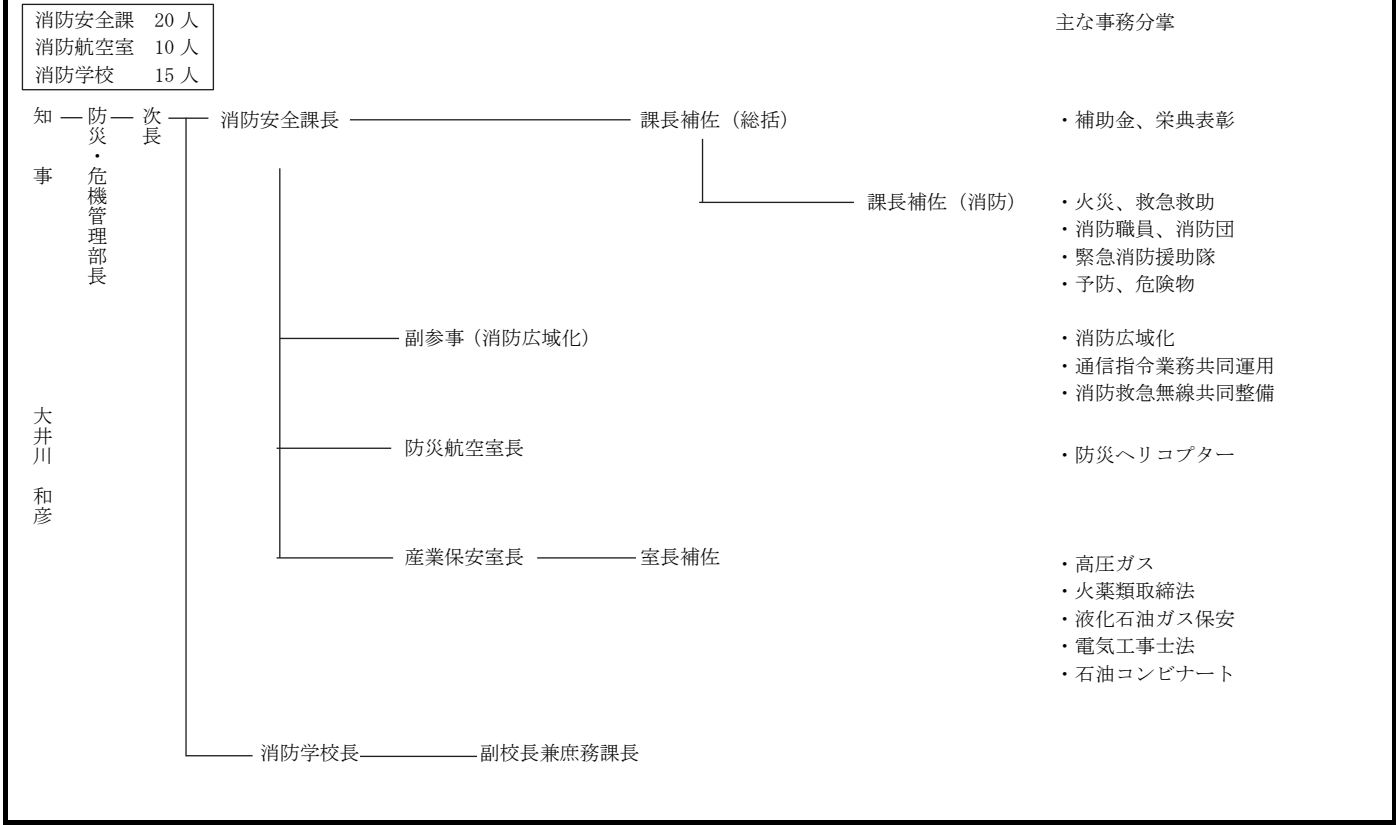 消防安全課 20人
消防航空室 10人
消防学校 15人
主な事務分掌
知事 大井川 和彦
防災・危機管理部長
次長
消防安全課長
課長補佐（総括）
・補助金、栄典表彰
課長補佐（消防）
・火災、救急救助
・消防職員、消防団
・緊急消防援助隊
・予防、危険物
副参事（消防広域化）
・消防広域化
・通信指令業務共同運用
・消防救急無線共同整備
防災航空室長
・防災ヘリコプター
産業保安室長
室長補佐
・高圧ガス
・火薬類取締法
・液化石油ガス保安
・電気工事士法
・石油コンビナート
消防学校長
副校長兼庶務課長